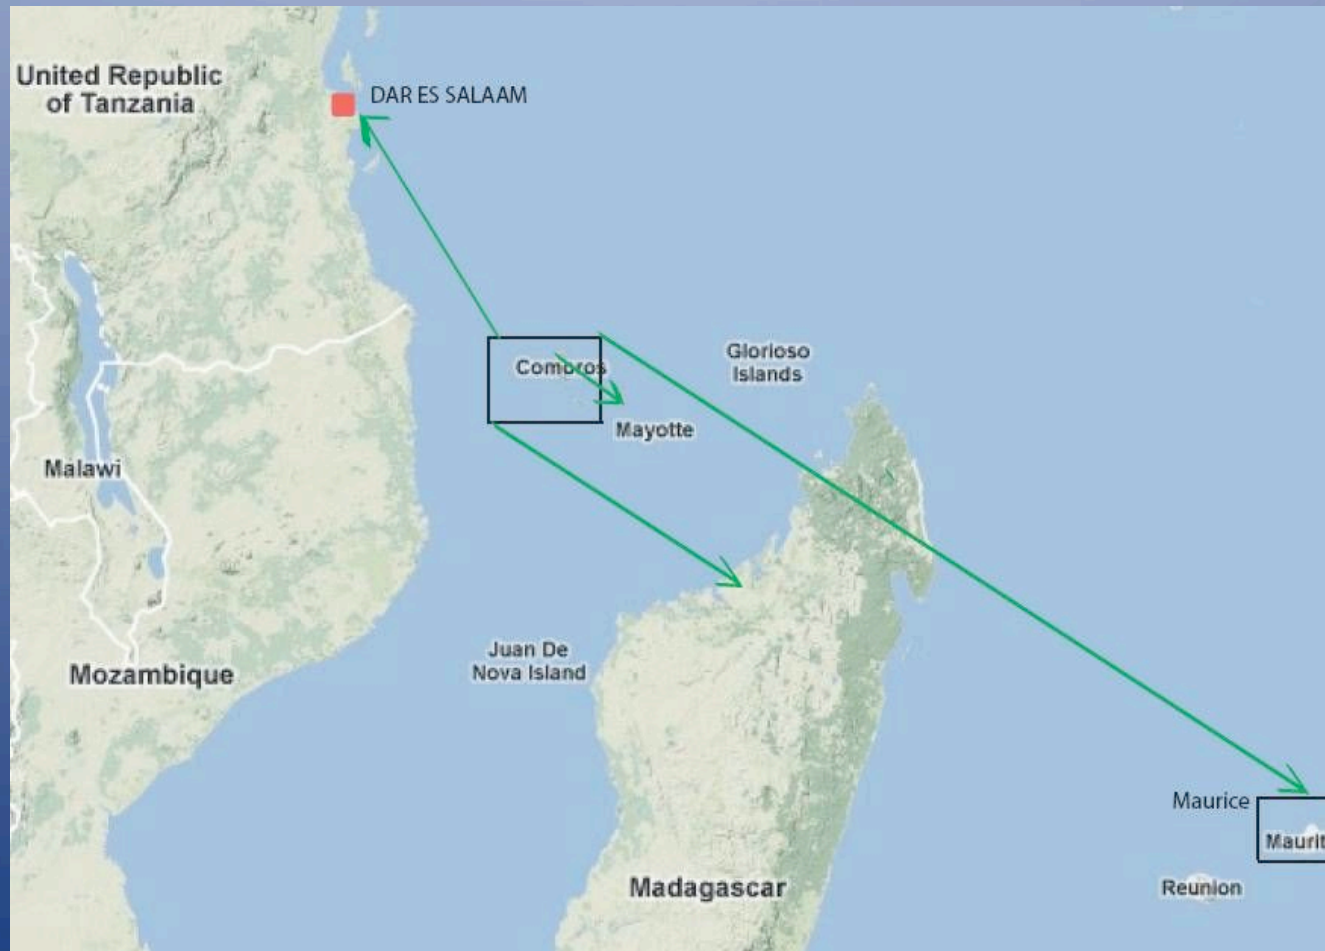 United Republic
of Tanzania
DAR ES SALAAM
Comoros
Glorioso
Islands
Mayotte
Malawi
Juan De
Nova Island
Mozambique
Maurice
Maurit
Madagascar
Reunion